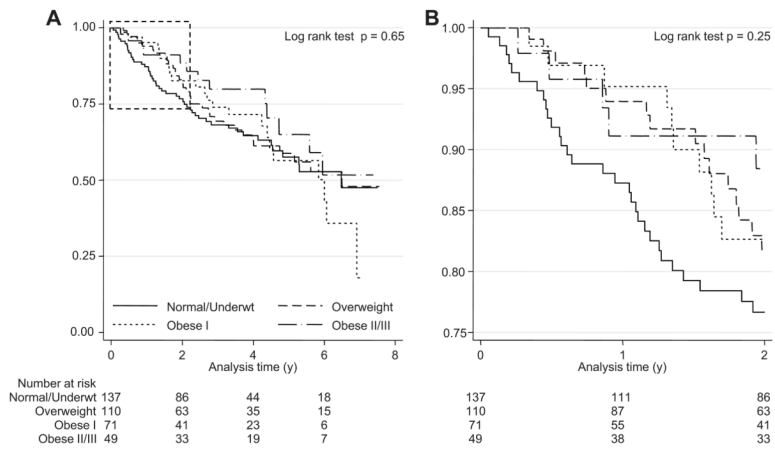 A
B
Log rank test p = 0.65
Log rank test p = 0.25
1.00
0.75
0.50
0.25
0.00
1.00
0.95
0.90
0.85
0.80
0.75
Normal/Underwt
Overweight
Obese I
Obese II/III
0 2 4 6 8
0 1 2
Analysis time (y)
Analysis time (y)
Number at risk
Normal/Underwt 137 86 44 18 137 111 86
Overweight 110 63 35 15 110 87 63
Obese I 71 41 23 6 71 55 41
Obese II/III 49 33 19 7 49 38 33